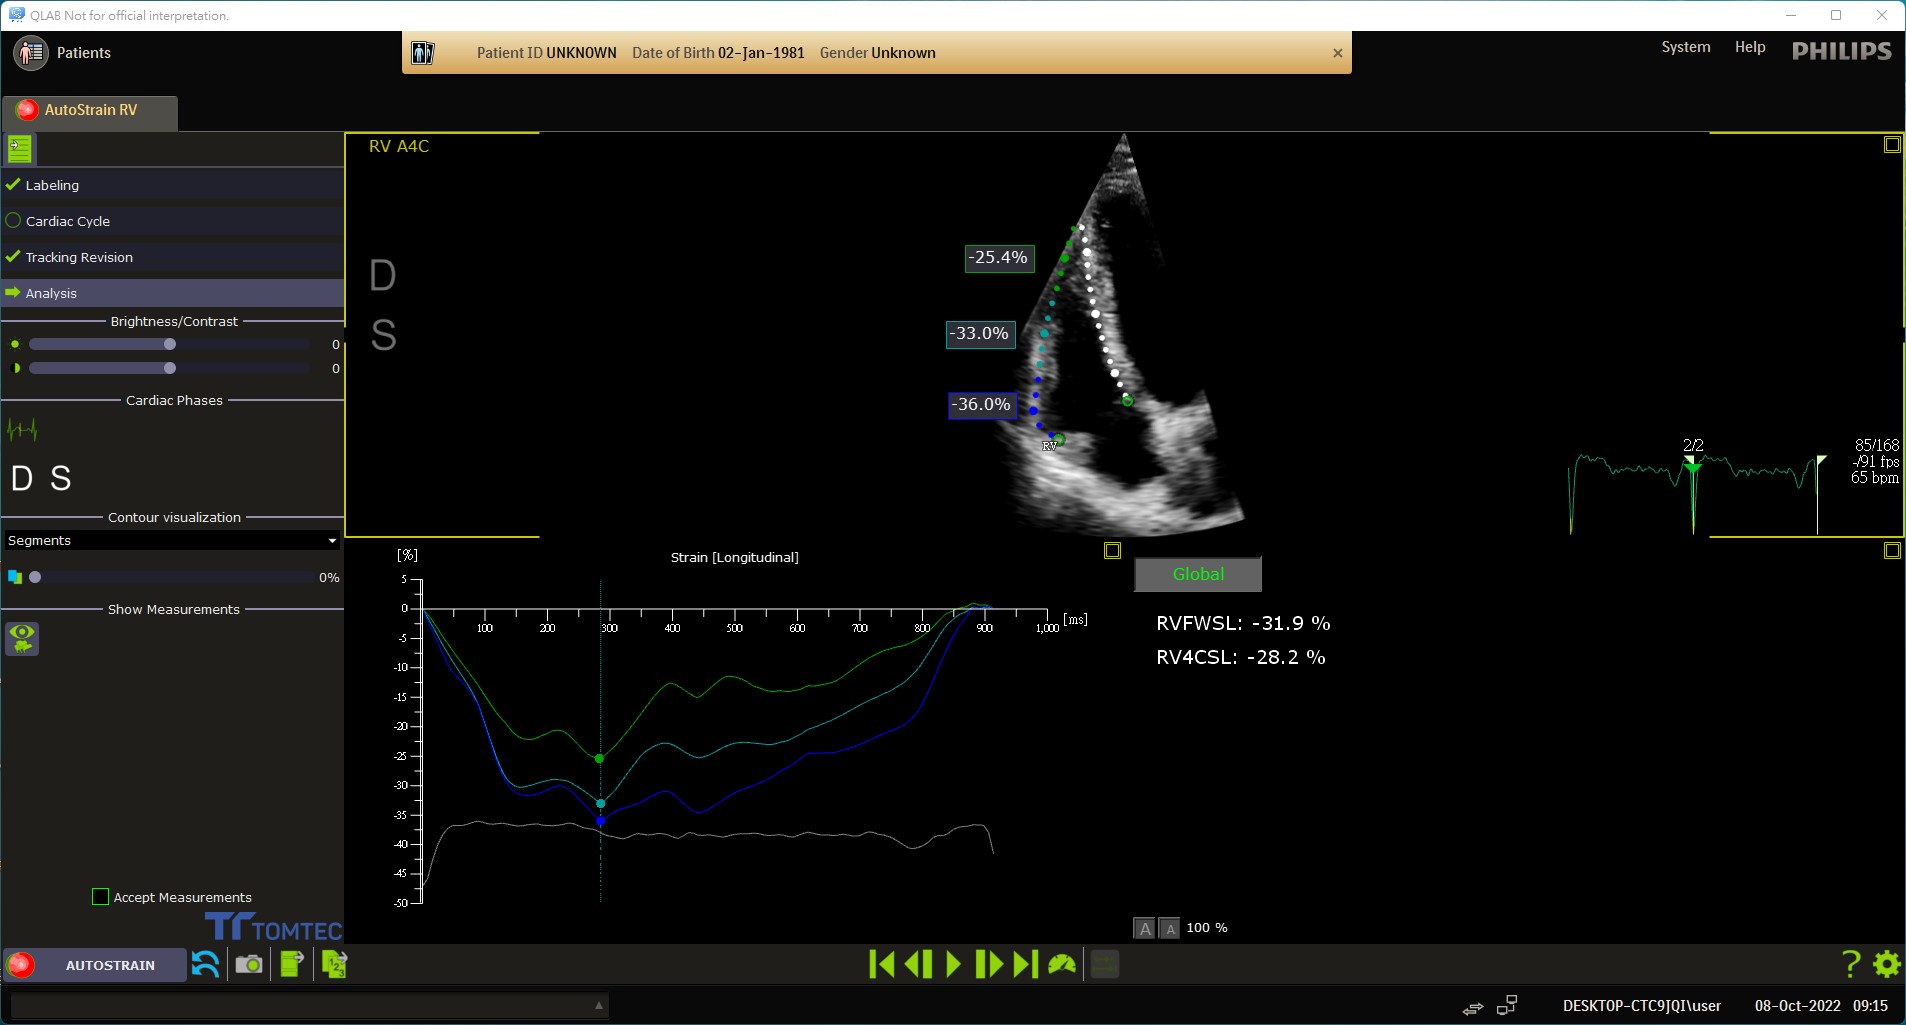 QLAB Not for official interpretation.
Patients
Patient ID UNKNOWN Date of Birth 02-Jan-1981 Gender Unknown
System Help PHILIPS
AutoStrain RV
Labeling
Cardiac Cycle
Tracking Revision
Analysis
Brightness/Contrast
0
0
Cardiac Phases
D S
Contour visualization
Segments
0%
Show Measurements
Accept Measurements
TOMTEC
RV A4C
D
S
-25.4%
-33.0%
-36.0%
RV
2/2
85/168
-/91 fps
65 bpm
[%]
Strain [Longitudinal]
5
0
-5
-10
-15
-20
-25
-30
-35
-40
-45
-50
100 200 300 400 500 600 700 800 900 1,000 [ms]
Global
RVFWSL: -31.9 %
RV4CSL: -28.2 %
A A 100 %
AUTOSTRAIN
1 2 3
?
DESKTOP-CTC9JQI\user 08-Oct-2022 09:15